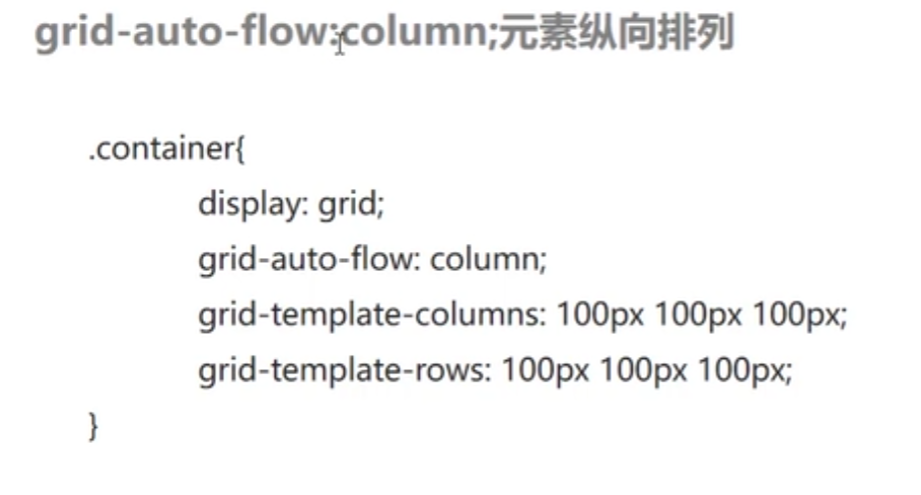 grid-auto-flow:column;元素纵向排列
.container{
display: grid;
grid-auto-flow: column;
grid-template-columns: 100px 100px 100px;
grid-template-rows: 100px 100px 100px;
}